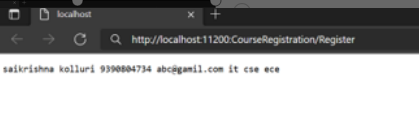 localhost
http://localhost:11200:CourseRegistration/Register
saikrishna kolluri 9390804734 abc@gamil.com it cse ece